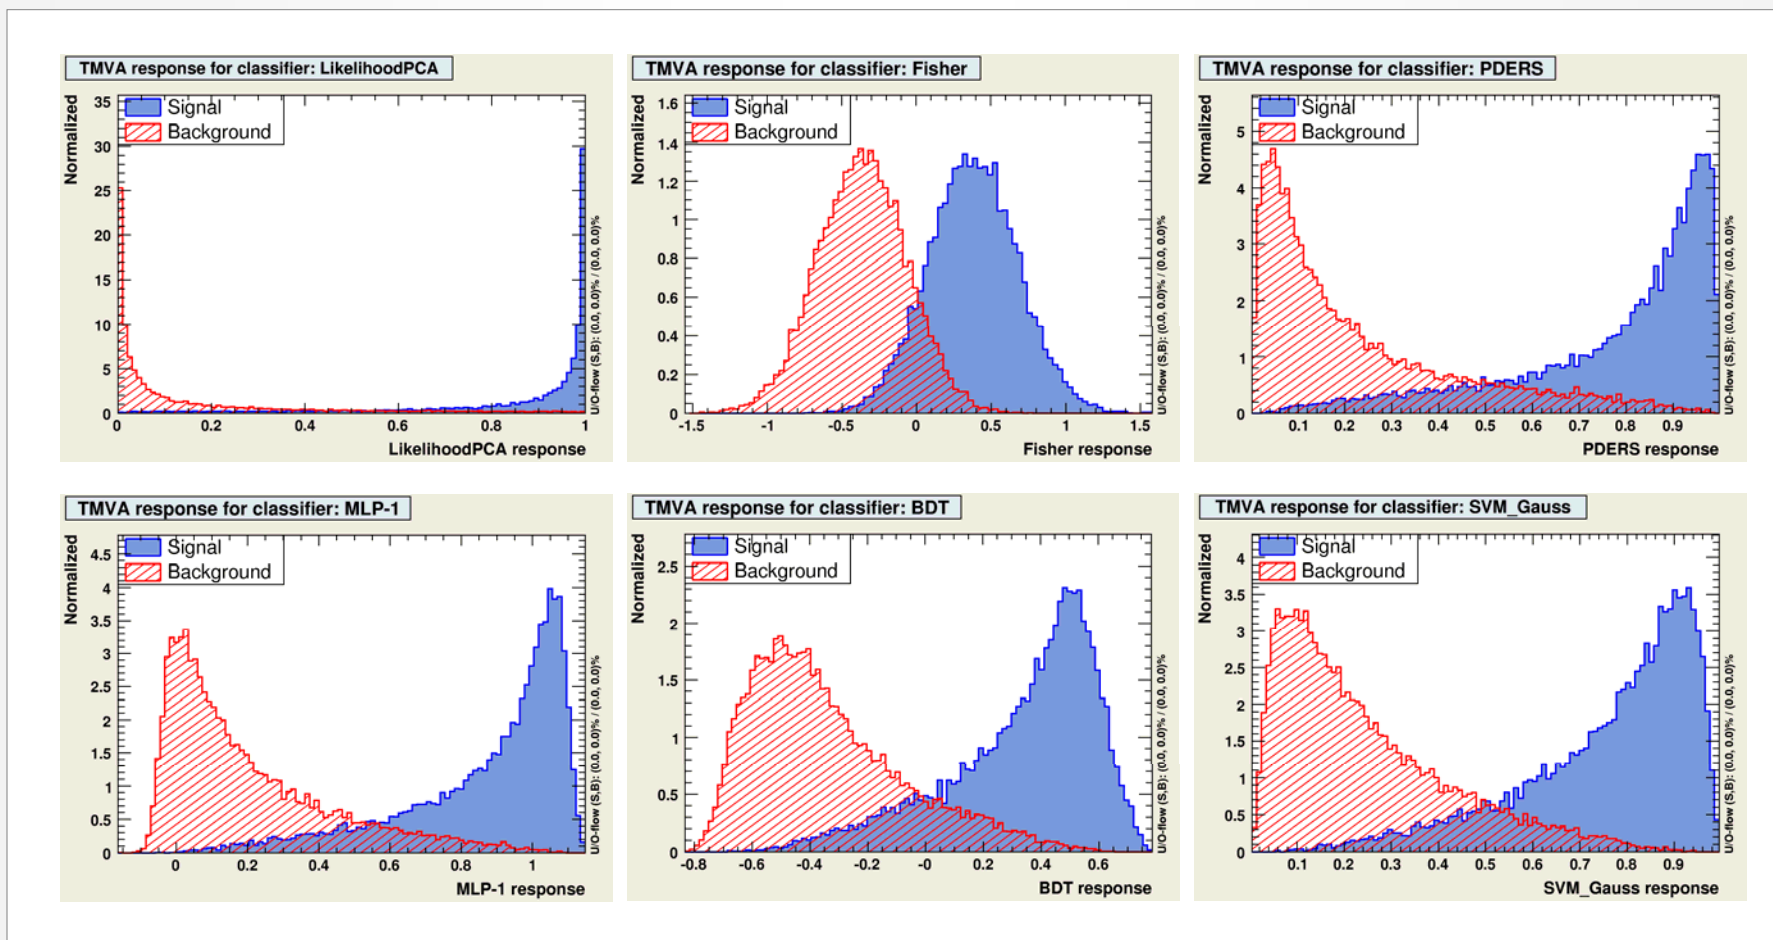 TMVA response for classifier: LikelihoodPCA
Normalized
Signal
Background
35
30
25
20
15
10
5
0
0 0.2 0.4 0.6 0.8 1
LikelihoodPCA response
U/O-flow (S,B): (0.0, 0.0)% / (0.0, 0.0)%
TMVA response for classifier: Fisher
Normalized
Signal
Background
1.6
1.4
1.2
1
0.8
0.6
0.4
0.2
0
-1.5 -1 -0.5 0 0.5 1 1.5
Fisher response
U/O-flow (S,B): (0.0, 0.0)% / (0.0, 0.0)%
TMVA response for classifier: PDERS
Normalized
Signal
Background
5
4
3
2
1
0
0.1 0.2 0.3 0.4 0.5 0.6 0.7 0.8 0.9
PDERS response
U/O-flow (S,B): (0.0, 0.0)% / (0.0, 0.0)%
TMVA response for classifier: MLP-1
Normalized
Signal
Background
4.5
4
3.5
3
2.5
2
1.5
1
0.5
0
0 0.2 0.4 0.6 0.8 1
MLP-1 response
U/O-flow (S,B): (0.0, 0.0)% / (0.0, 0.0)%
TMVA response for classifier: BDT
Normalized
Signal
Background
2.5
2
1.5
1
0.5
0
-0.8 -0.6 -0.4 -0.2 -0 0.2 0.4 0.6
BDT response
U/O-flow (S,B): (0.0, 0.0)% / (0.0, 0.0)%
TMVA response for classifier: SVM_Gauss
Normalized
Signal
Background
4
3.5
3
2.5
2
1.5
1
0.5
0
0.1 0.2 0.3 0.4 0.5 0.6 0.7 0.8 0.9
SVM_Gauss response
U/O-flow (S,B): (0.0, 0.0)% / (0.0, 0.0)%